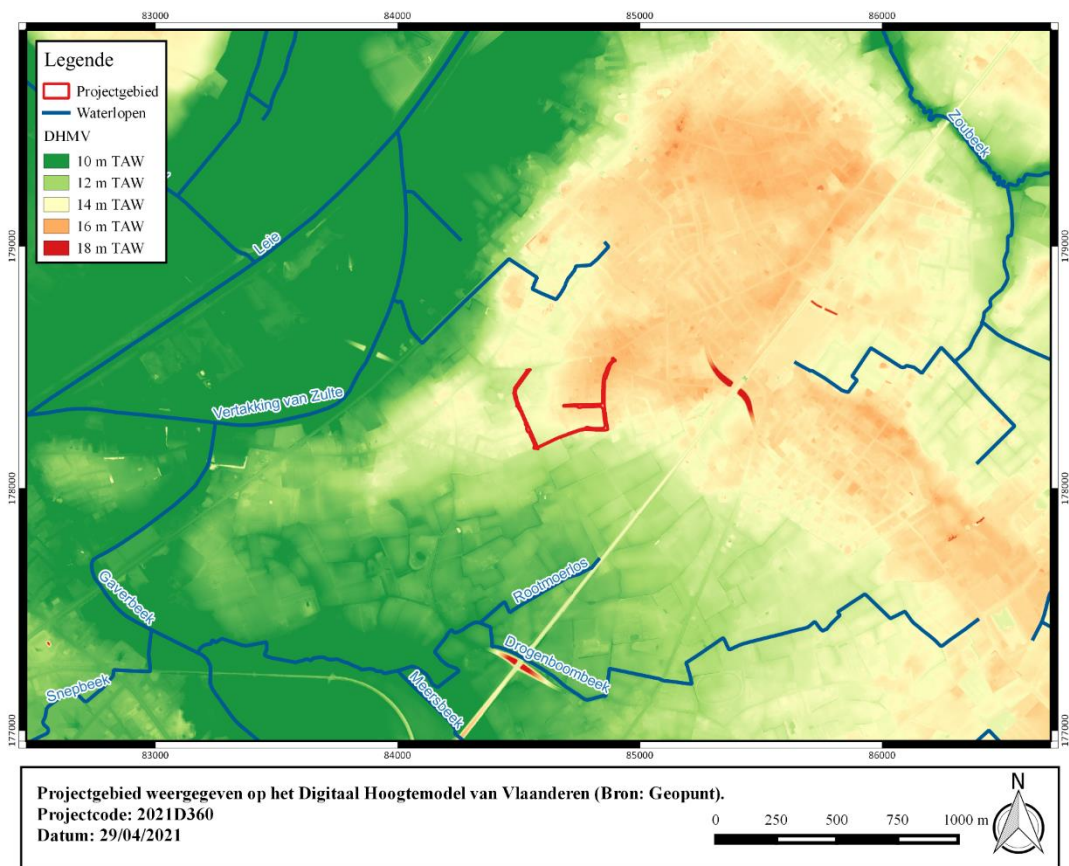 83000 84000 85000 86000
Legende
Projectgebied
Waterlopen
DHMV
10 m TAW
12 m TAW
14 m TAW
16 m TAW
18 m TAW
Zoubeek
179000 179000
Leie
Vertakking van Zulte
178000 178000
Gaverbeek
Rootmoerlos
Drogenboombeek
Snepbeek
Meersbeek
177000 177000
83000 84000 85000 86000
Projectgebied weergegeven op het Digitaal Hoogtemodel van Vlaanderen (Bron: Geopunt).
Projectcode: 2021D360
Datum: 29/04/2021
0 250 500 750 1000 m
N